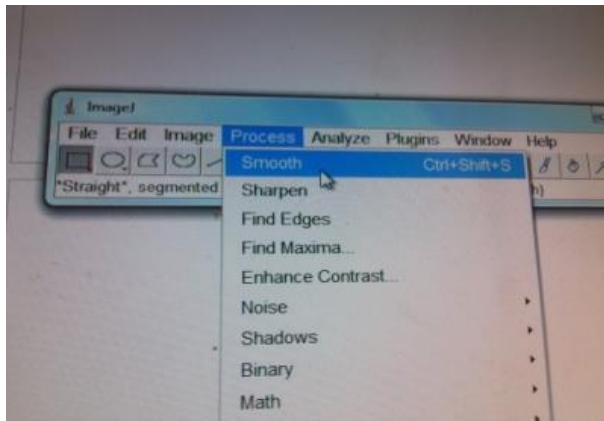 ImageJ
File Edit Image Process Analyze Plugins Window Help
Smooth Ctrl+Shift+S
*Straight*, segmented
Sharpen
Find Edges
Find Maxima...
Enhance Contrast...
Noise
Shadows
Binary
Math